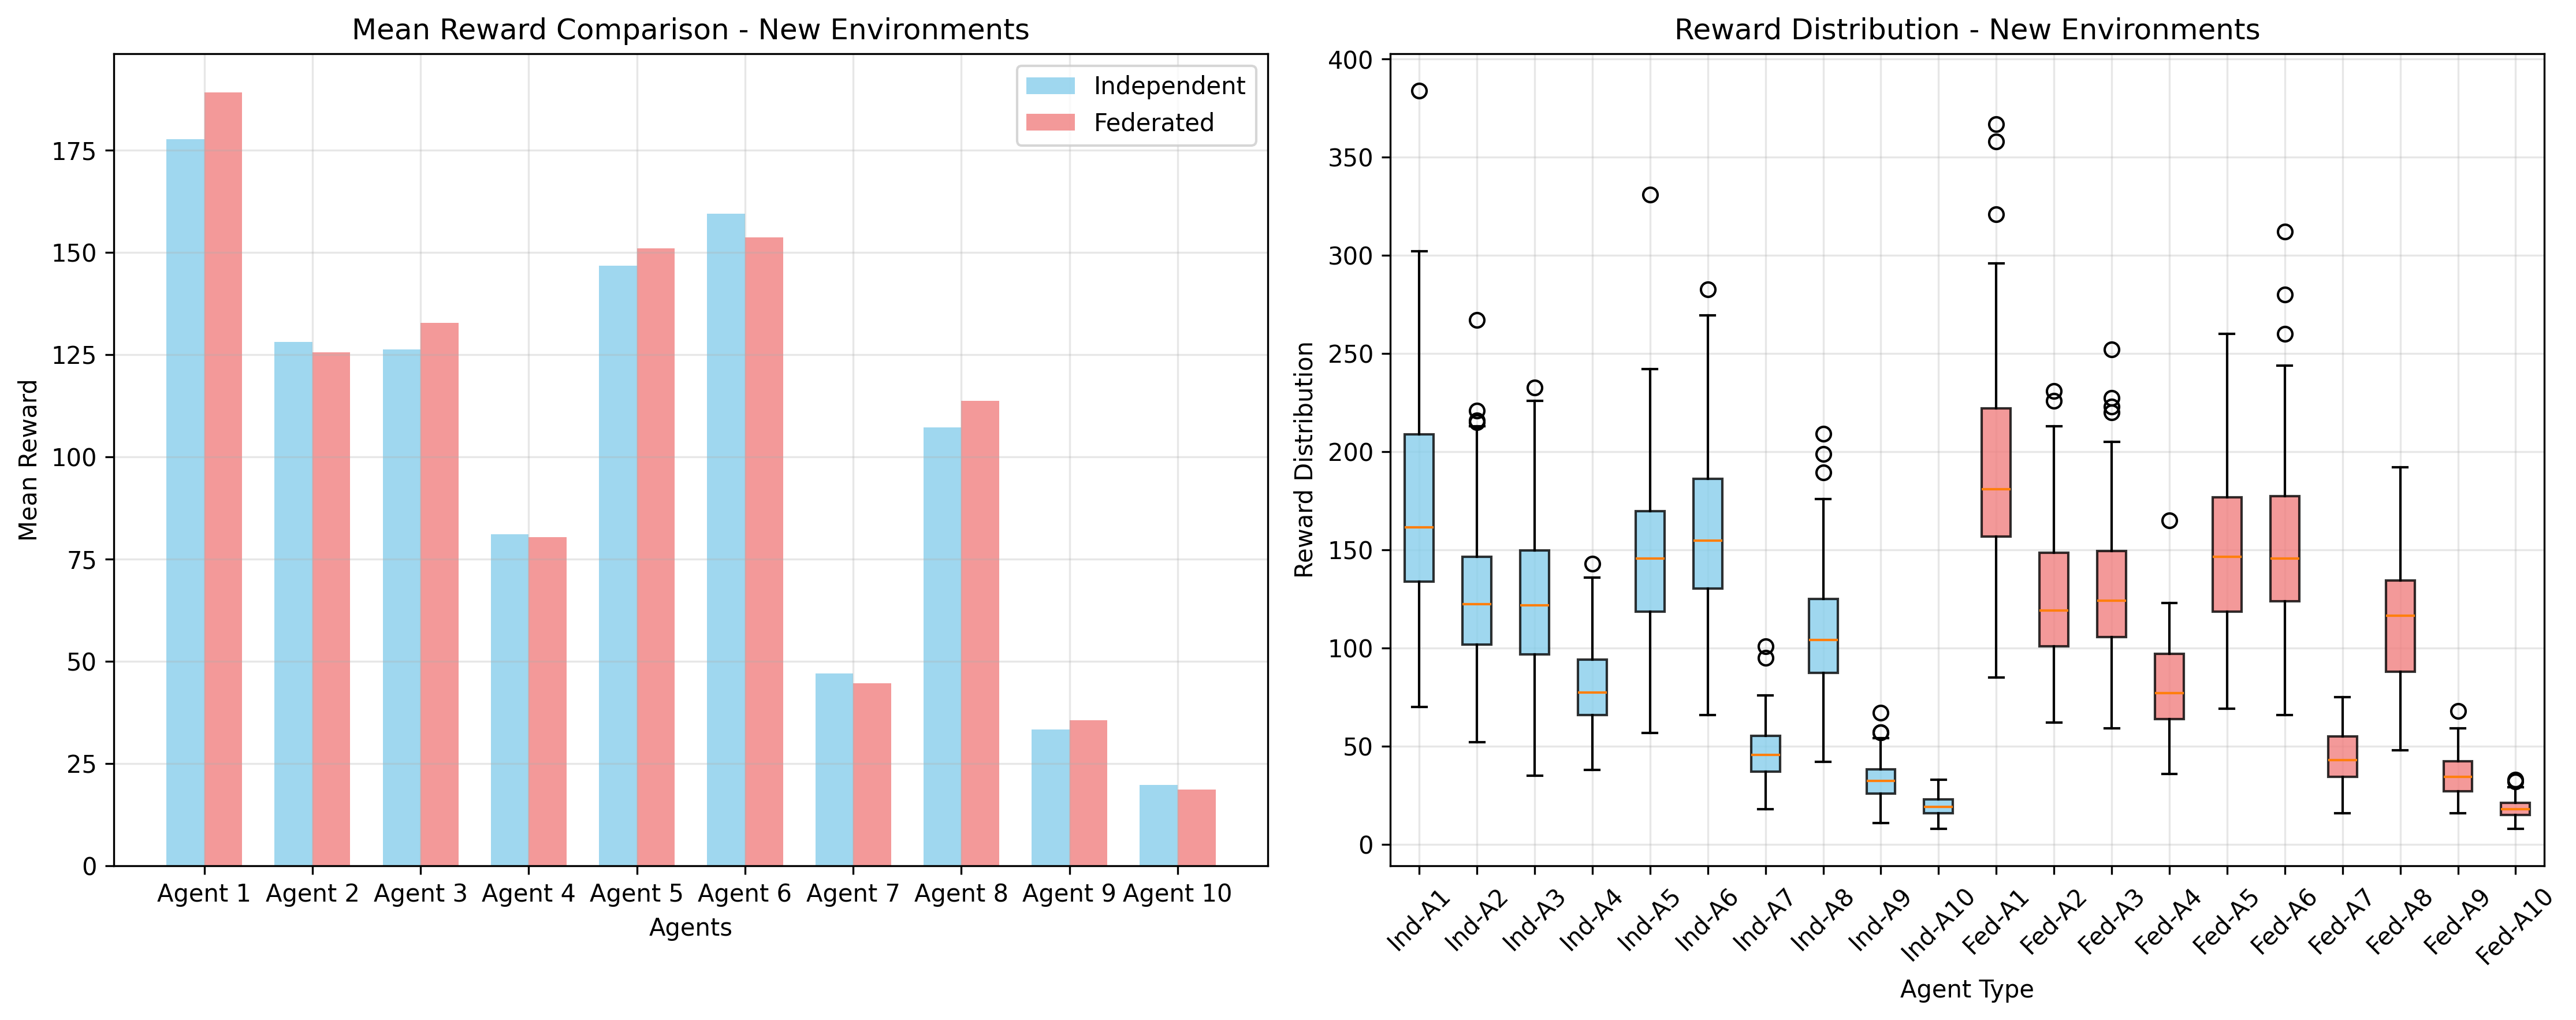 Mean Reward Comparison - New Environments
Independent
Federated
Mean Reward
175
150
125
100
75
50
25
0
Agent 1 Agent 2 Agent 3 Agent 4 Agent 5 Agent 6 Agent 7 Agent 8 Agent 9 Agent 10
Agents
Reward Distribution - New Environments
Reward Distribution
400
350
300
250
200
150
100
50
0
Ind-A1 Ind-A2 Ind-A3 Ind-A4 Ind-A5 Ind-A6 Ind-A7 Ind-A8 Ind-A9 Ind-A10 Fed-A1 Fed-A2 Fed-A3 Fed-A4 Fed-A5 Fed-A6 Fed-A7 Fed-A8 Fed-A9 Fed-A10
Agent Type